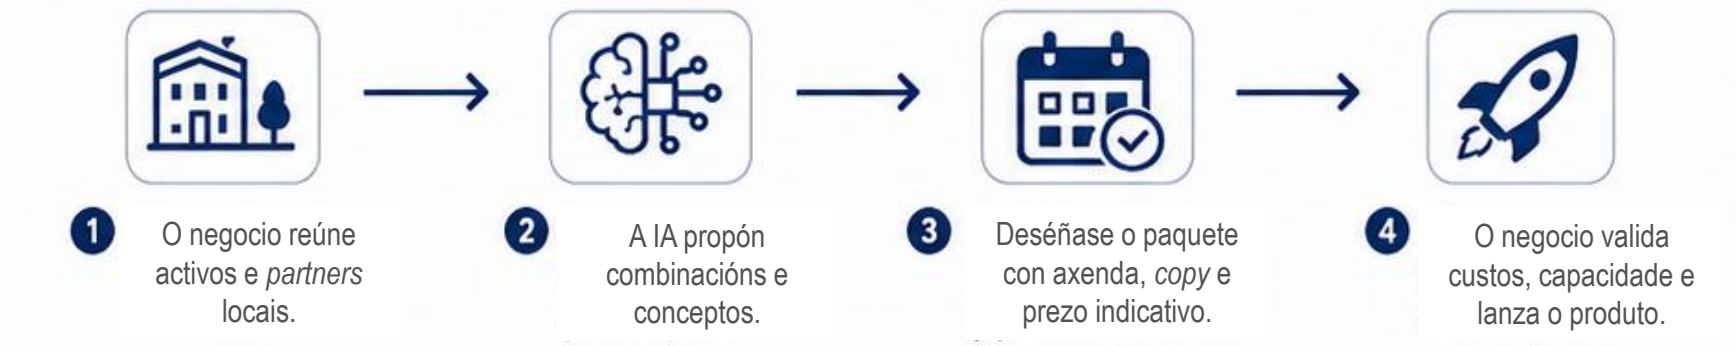 1
O negocio reúne
activos e partners
locais.
2
A IA propón
combinacións e
conceptos.
3
Deséñase o paquete
con axenda, copy e
prezo indicativo.
4
O negocio valida
custos, capacidade e
lanza o produto.